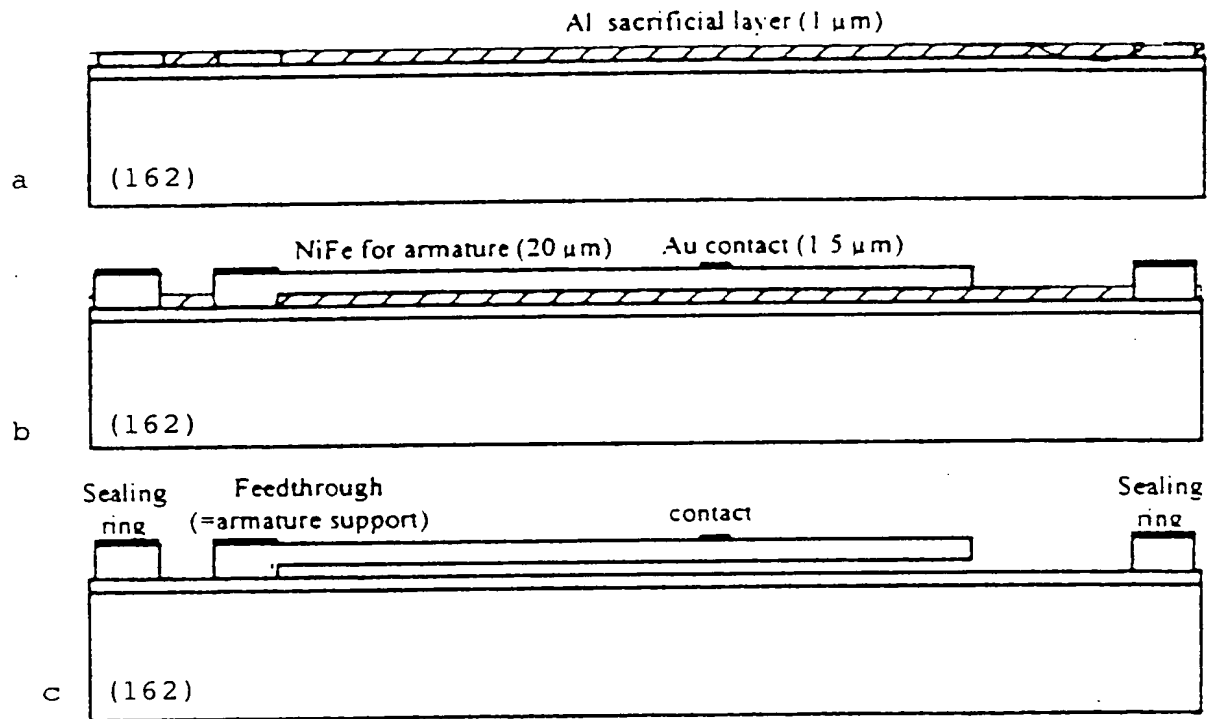 Al sacrificial layer (1 µm)
a
(162)
NiFe for armature (20 µm)
Au contact (1 5 µm)
b
(162)
Sealing
ring
Feedthrough
(=armature support)
contact
Sealing
ring
c
(162)